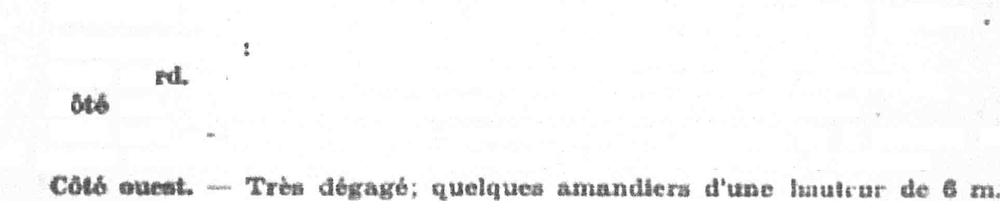 :
rd.
ôté
-
Côté ouest. — Très dégagé; quelques amandiers d'une hauteur de 6 m.